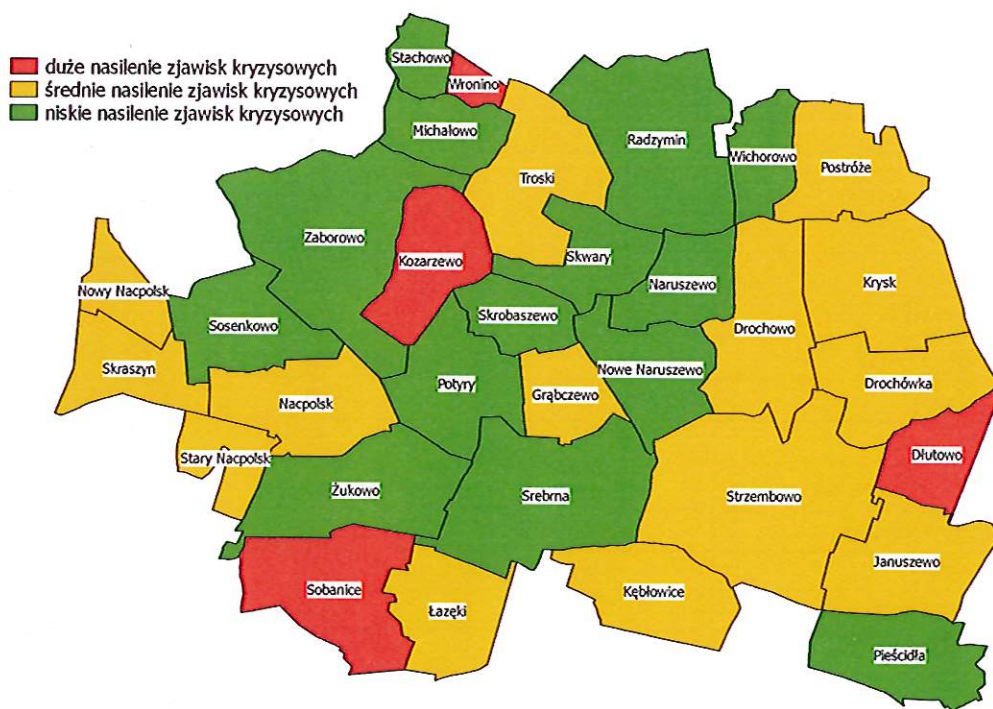 duże nasilenie zjawisk kryzysowych
średnie nasilenie zjawisk kryzysowych
niskie nasilenie zjawisk kryzysowych
Stachowo
Wronino
Michałowo
Radzymin
Wichorowo
Postróże
Troski
Zaborowo
Kozarzewo
Skwary
Nowy Nacpolsk
Naruszewo
Krysk
Sosenkowo
Skrobaszewo
Drochowo
Skraszyn
Potyry
Nowe Naruszewo
Drochówka
Nacpolsk
Grąbczewo
Stary Nacpolsk
Dłutowo
Żukowo
Srebrna
Strzembowo
Januszewo
Sobanice
Kębłowice
Łazęki
Pieścidła